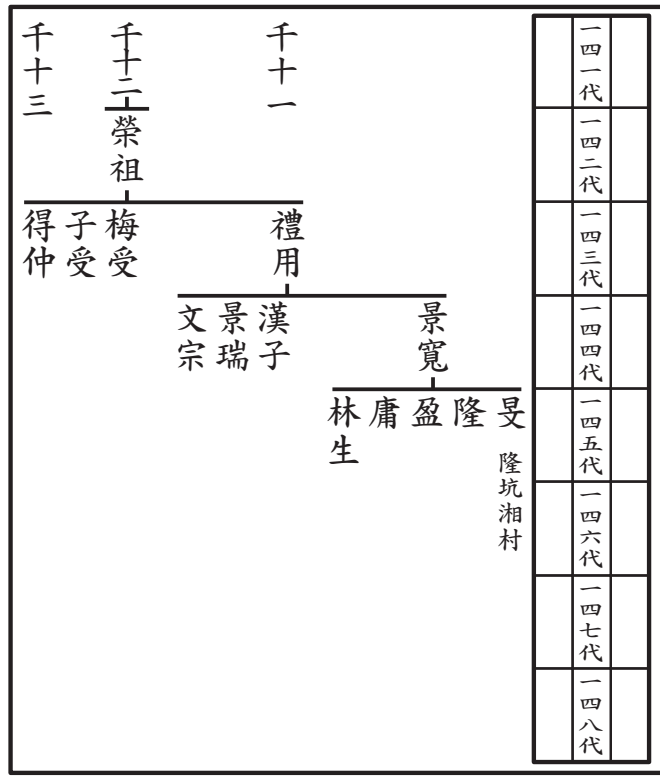 一四一代
一四二代
一四三代
一四四代
一四五代
一四六代
一四七代
一四八代
千十一
千十二
千十三
榮祖
禮用
梅受
子受
得仲
景寬
漢子
景瑞
文宗
旻
隆坑湘村
隆
盈
庸
林生